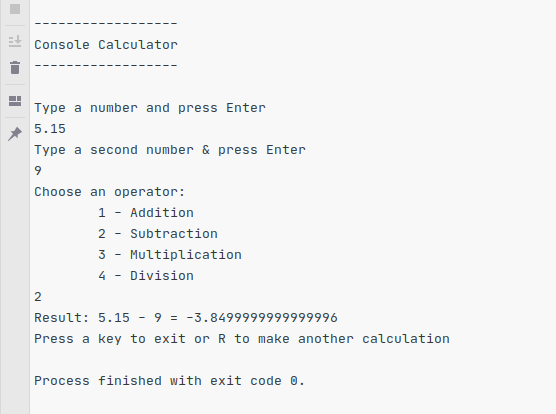 ------------------
Console Calculator
------------------
Type a number and press Enter
5.15
Type a second number & press Enter
9
Choose an operator:
1 - Addition
2 - Subtraction
3 - Multiplication
4 - Division
2
Result: 5.15 - 9 = -3.8499999999999996
Press a key to exit or R to make another calculation
Process finished with exit code 0.